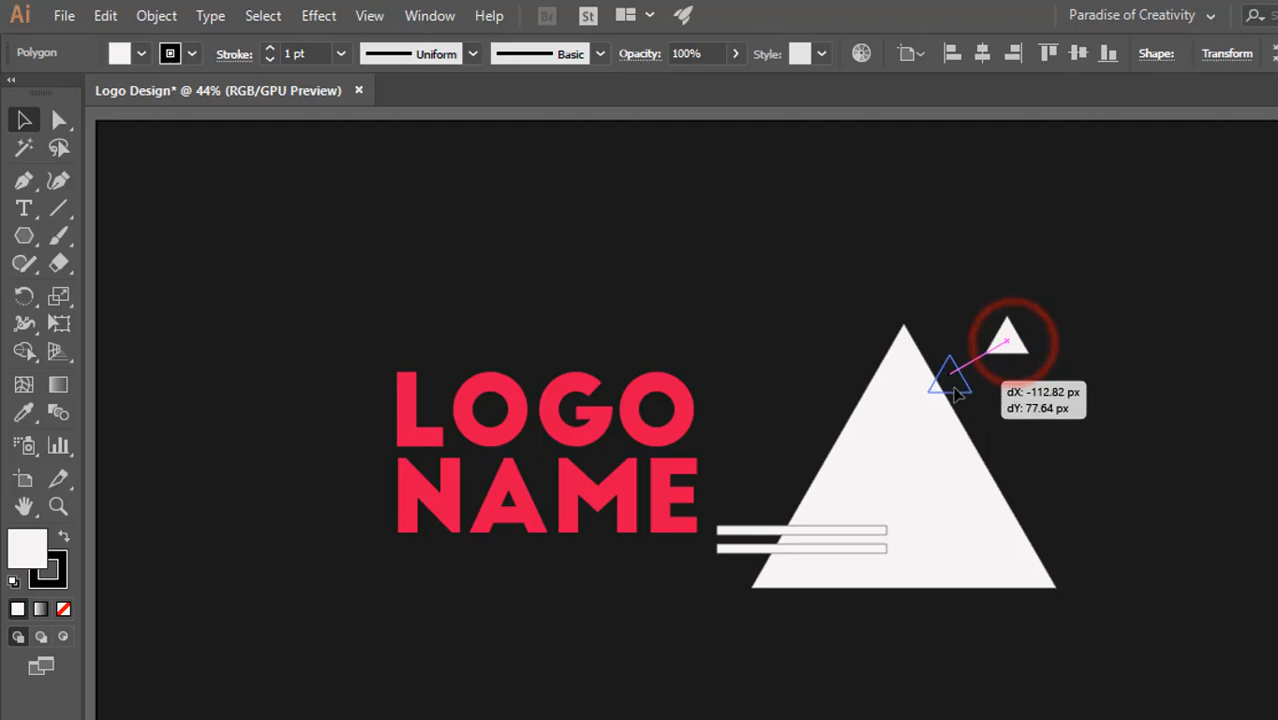 Ai File Edit Object Type Select Effect View Window Help Br St Paradise of Creativity
Polygon Stroke: 1 pt Uniform Basic Opacity: 100% Style: Shape: Transform
Logo Design* @ 44% (RGB/GPU Preview) ×
dX: -112.82 px
dY: 77.64 px
LOGO
NAME